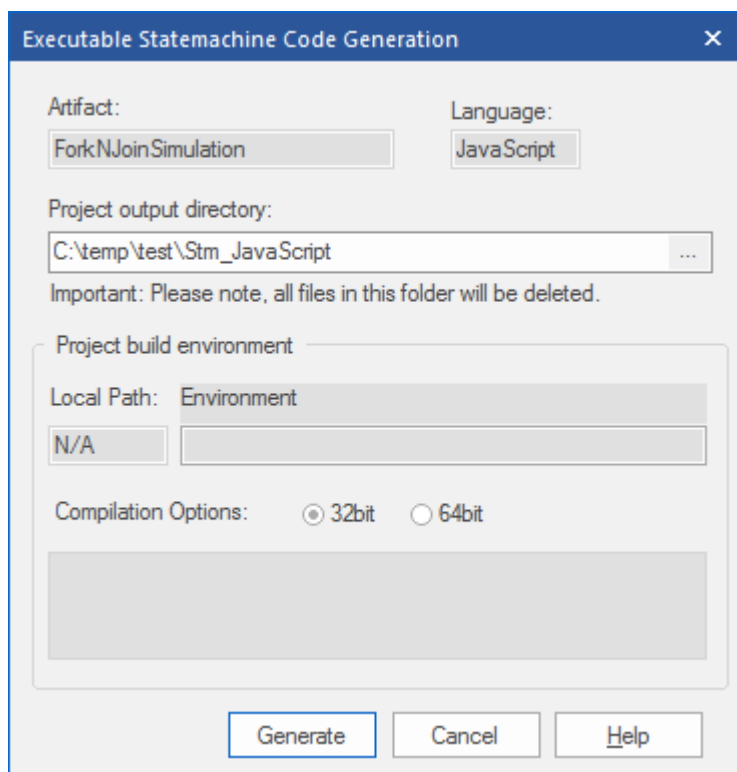 Executable Statemachine Code Generation
Artifact:
Language:
ForkNJoinSimulation
JavaScript
Project output directory:
C:\temp\test\Stm_JavaScript
...
Important: Please note, all files in this folder will be deleted.
Project build environment
Local Path: Environment
N/A
Compilation Options: 32bit 64bit
Generate Cancel Help